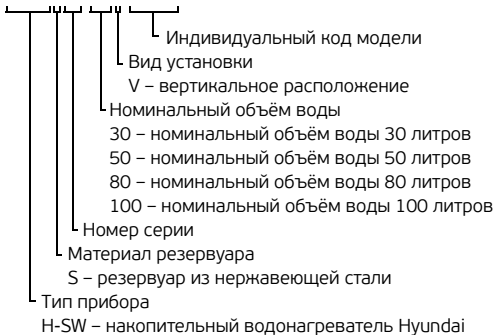 Индивидуальный код модели
Вид установки
V – вертикальное расположение
Номинальный объём воды
30 – номинальный объём воды 30 литров
50 – номинальный объём воды 50 литров
80 – номинальный объём воды 80 литров
100 – номинальный объём воды 100 литров
Номер серии
Материал резервуара
S – резервуар из нержавеющей стали
Тип прибора
H-SW – накопительный водонагреватель Hyundai